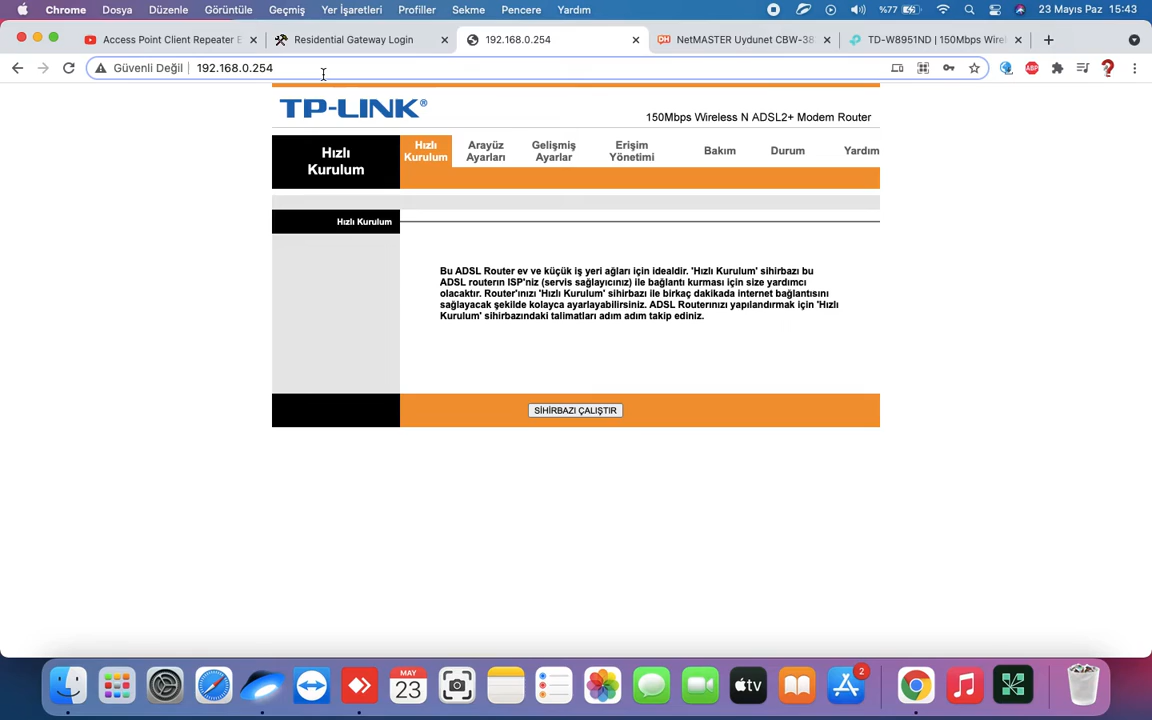 Chrome Dosya Düzenle Görüntüle Geçmiş Yer İşaretleri Profiller Sekme Pencere Yardım %77 23 Mayıs Paz 15:43
Access Point Client Repeater E Residential Gateway Login 192.168.0.254 NetMASTER Uydunet CBW-38 TD-W8951ND | 150Mbps Wirel
Güvenli Değil 192.168.0.254
TP-LINK®
150Mbps Wireless N ADSL2+ Modem Router
Hızlı
Kurulum
Hızlı
Kurulum
Arayüz
Ayarları
Gelişmiş
Ayarlar
Erişim
Yönetimi
Bakım
Durum
Yardım
Hızlı Kurulum
Bu ADSL Router ev ve küçük iş yeri ağları için idealdir. 'Hızlı Kurulum' sihirbazı bu
ADSL routerın ISP'niz (servis sağlayıcınız) ile bağlantı kurması için size yardımcı
olacaktır. Router'ınızı 'Hızlı Kurulum' sihirbazı ile birkaç dakikada internet bağlantısını
sağlayacak şekilde kolayca ayarlayabilirsiniz. ADSL Routerınızı yapılandırmak için 'Hızlı
Kurulum' sihirbazındaki talimatları adım adım takip ediniz.
SİHİRBAZI ÇALIŞTIR
MAY
23
tv
2